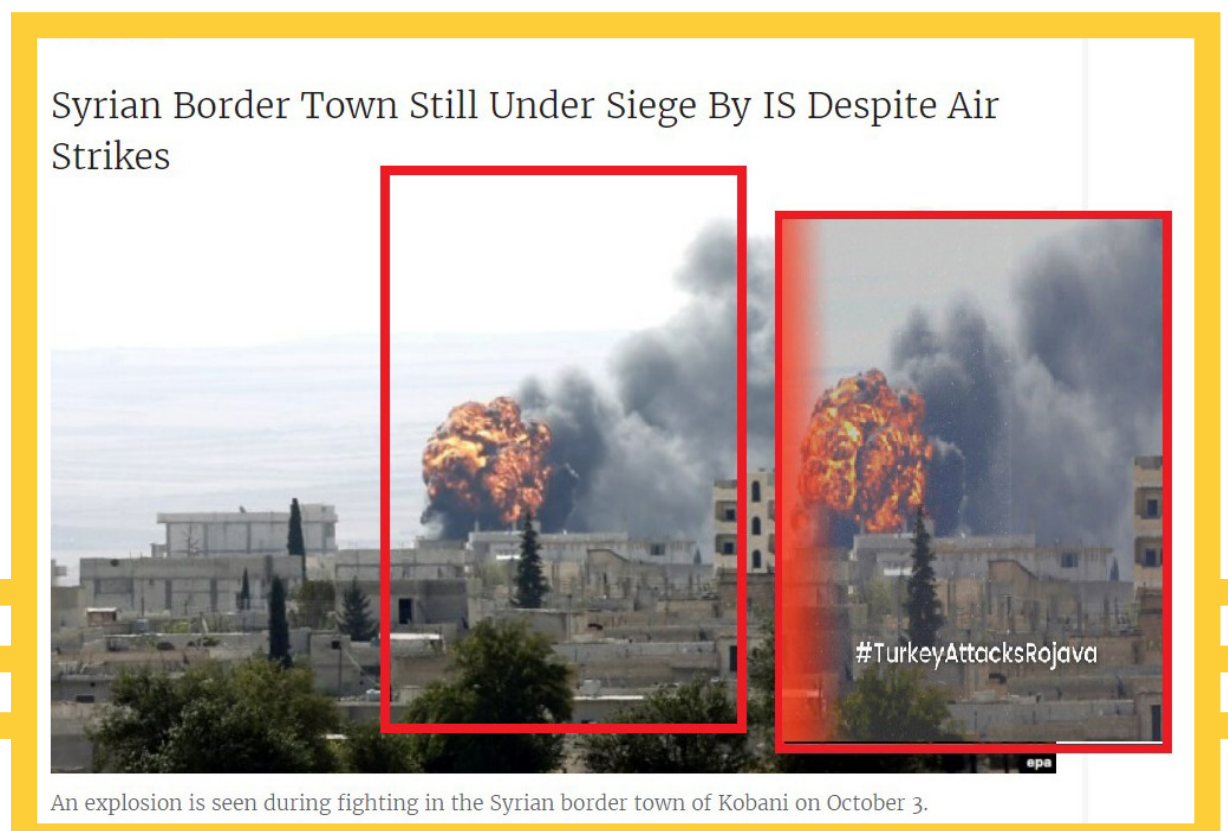 Syrian Border Town Still Under Siege By IS Despite Air
Strikes
#TurkeyAttacksRojava
epa
An explosion is seen during fighting in the Syrian border town of Kobani on October 3.